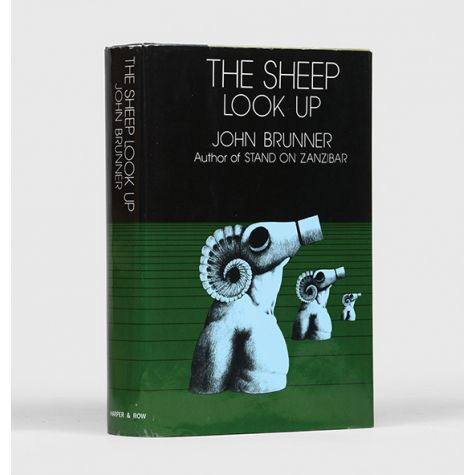 THE SHEEP
LOOK UP
JOHN BRUNNER
Author of STAND ON ZANZIBAR
THE SHEEP LOOK UP
JOHN BRUNNER
HARPER & ROW